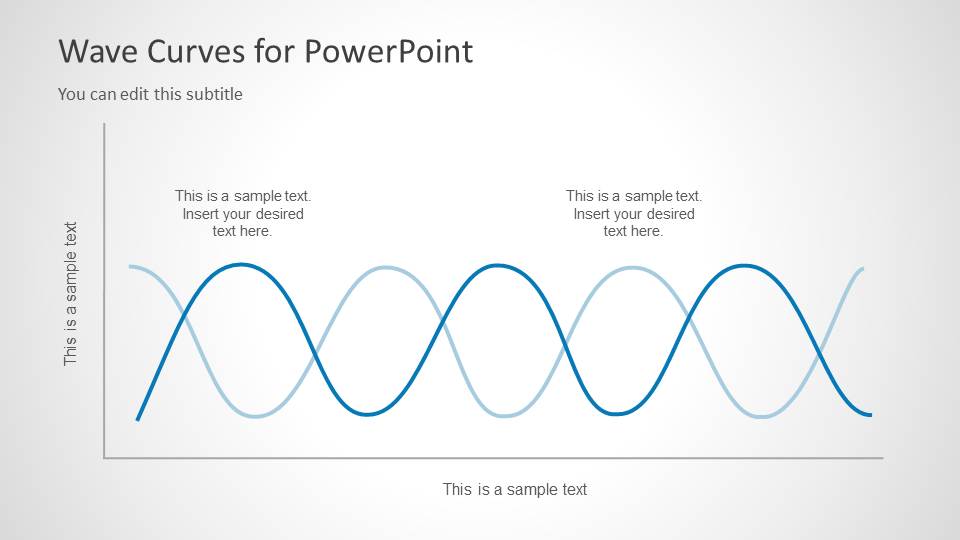 Wave Curves for PowerPoint
You can edit this subtitle
This is a sample text.
Insert your desired
text here.
This is a sample text.
Insert your desired
text here.
This is a sample text
This is a sample text